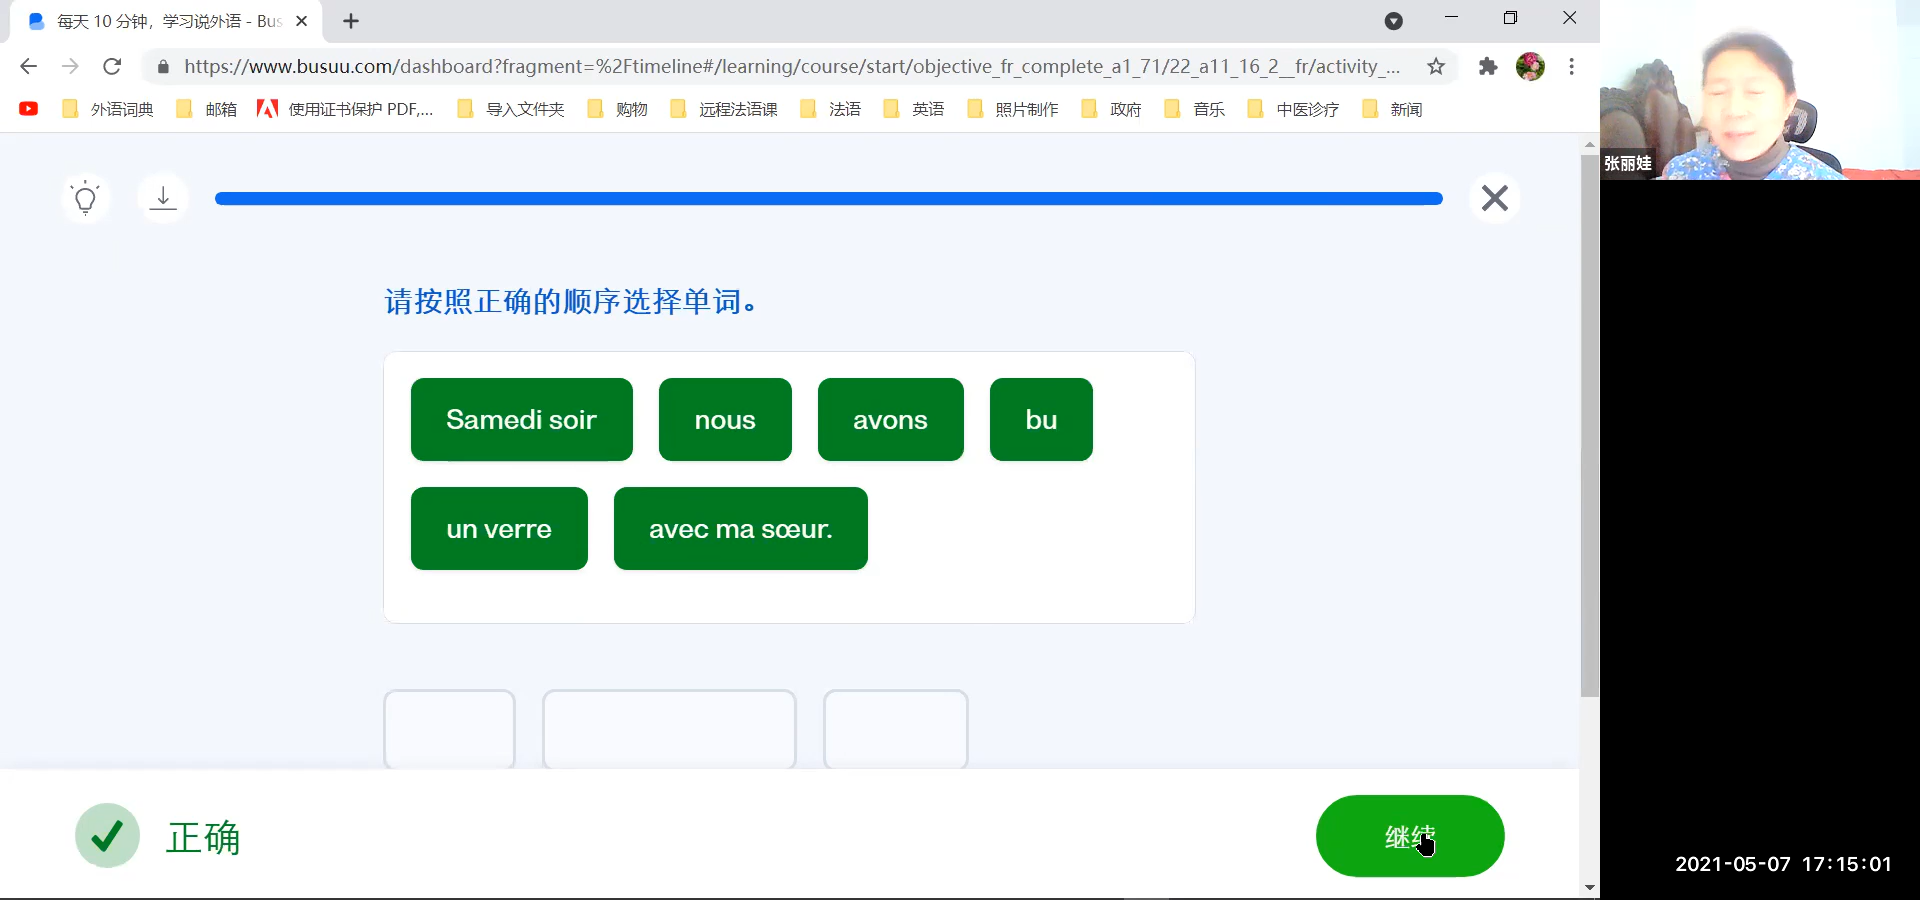 每天 10 分钟，学习说外语 - Bus
https://www.busuu.com/dashboard?fragment=%2Ftimeline#/learning/course/start/objective_fr_complete_a1_71/22_a11_16_2__fr/activity_...
外语词典 邮箱 使用证书保护 PDF,... 导入文件夹 购物 远程法语课 法语 英语 照片制作 政府 音乐 中医诊疗 新闻
张丽娃
请按照正确的顺序选择单词。
Samedi soir nous avons bu
un verre avec ma sœur.
正确
继续
2021-05-07 17:15:01